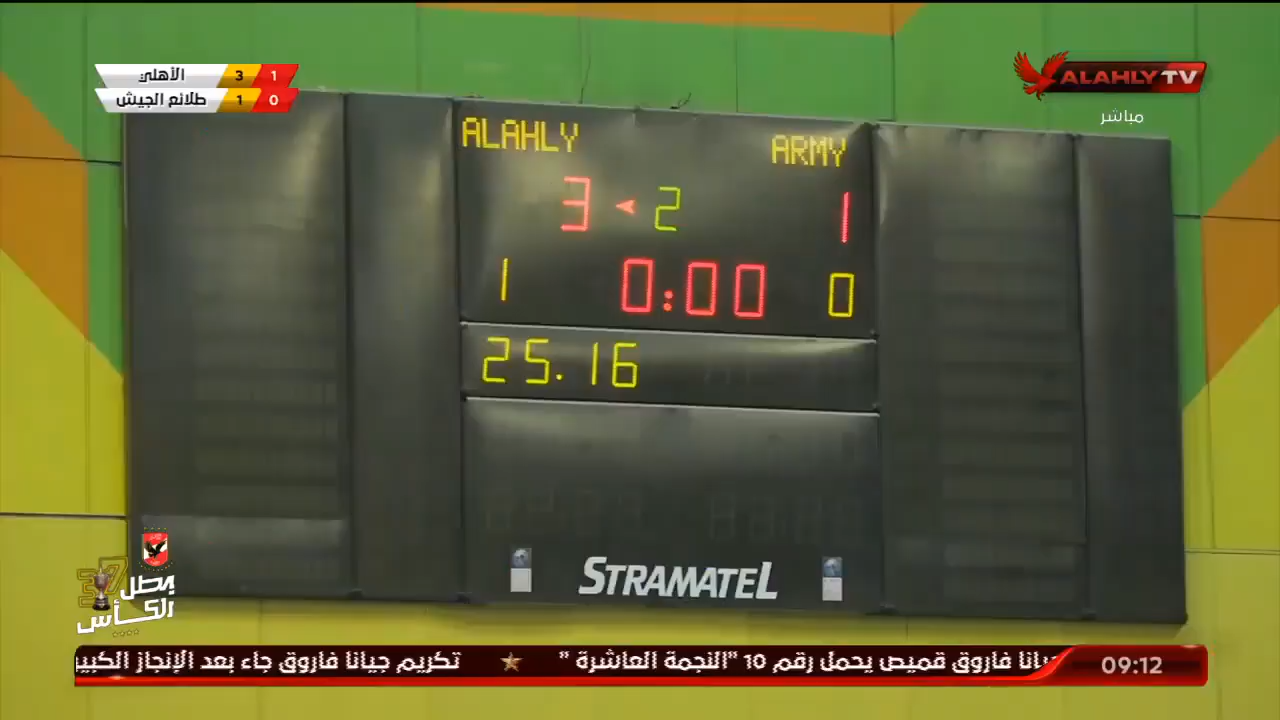 الأهلي 3 1
طلائع الجيش 1 0
ALAHLY TV
مباشر
ALAHLY ARMY
3 2 1
1 0:00 0
25.16
STRAMATEL
37
بطل
الكأس
فاروق قميص يحمل رقم 10 "النجمة العاشرة " تكريم جيانا فاروق جاء بعد الإنجاز
09:12